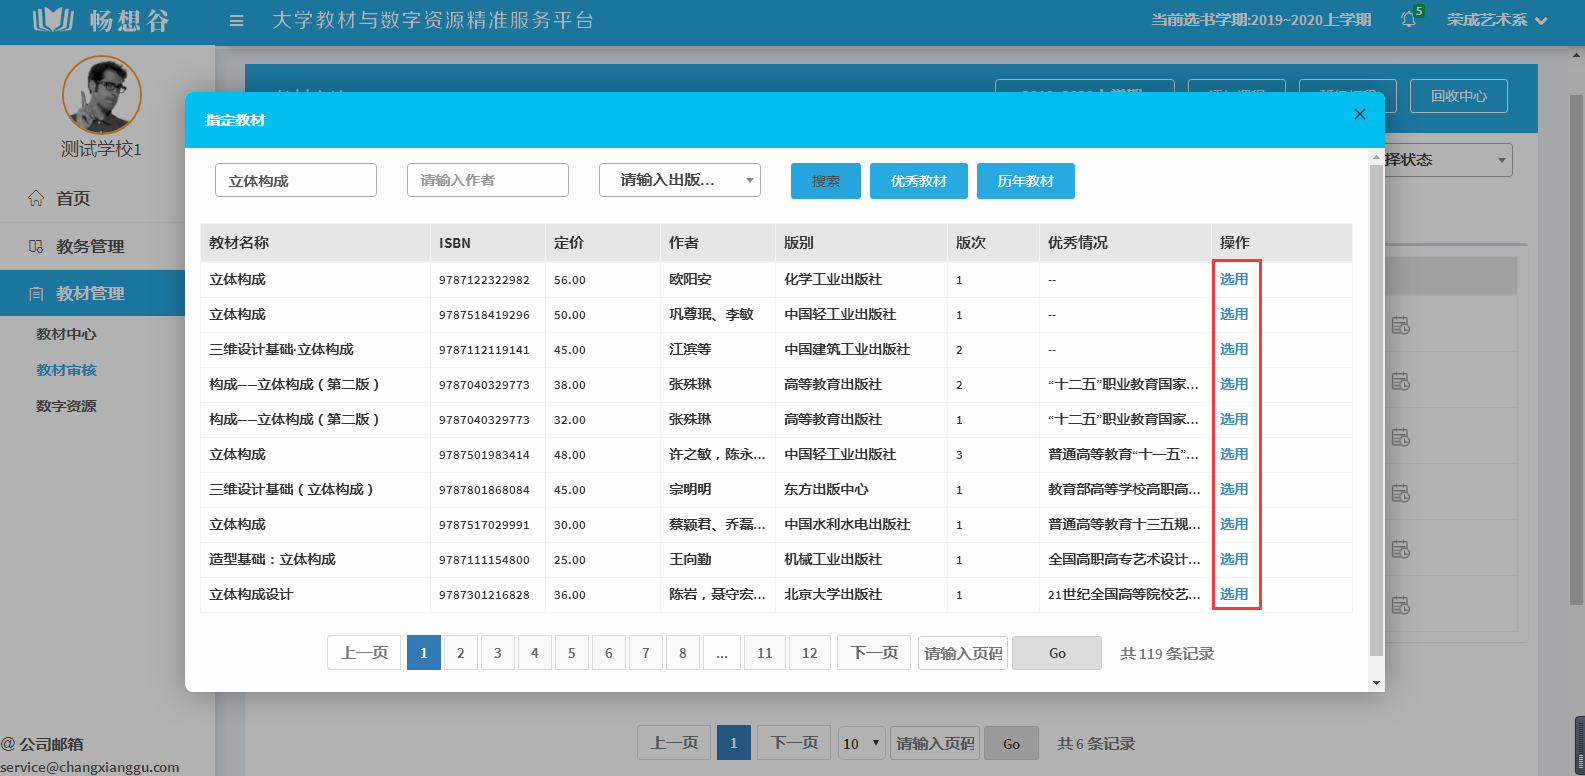 畅想谷 大学教材与数字资源精准服务平台 当前选书学期:2019~2020上学期 5 荣成艺术系
测试学校1
首页
教务管理
教材管理
教材中心
教材审核
数字资源
@ 公司邮箱
service@changxianggu.com
回收中心
择状态
指定教材 ×
立体构成 请输入作者 请输入出版... 搜索 优秀教材 历年教材
教材名称 ISBN 定价 作者 版别 版次 优秀情况 操作
立体构成 9787122322982 56.00 欧阳安 化学工业出版社 1 -- 选用
立体构成 9787518419296 50.00 巩尊珉、李敏 中国轻工业出版社 1 -- 选用
三维设计基础·立体构成 9787112119141 45.00 江滨等 中国建筑工业出版社 2 -- 选用
构成——立体构成（第二版） 9787040329773 38.00 张殊琳 高等教育出版社 2 “十二五”职业教育国家... 选用
构成——立体构成（第二版） 9787040329773 32.00 张殊琳 高等教育出版社 1 “十二五”职业教育国家... 选用
立体构成 9787501983414 48.00 许之敏，陈永... 中国轻工业出版社 3 普通高等教育“十一五”... 选用
三维设计基础（立体构成） 9787801868084 45.00 宗明明 东方出版中心 1 教育部高等学校高职高... 选用
立体构成 9787517029991 30.00 蔡颖君、乔磊... 中国水利水电出版社 1 普通高等教育十三五规... 选用
造型基础：立体构成 9787111154800 25.00 王向勤 机械工业出版社 1 全国高职高专艺术设计... 选用
立体构成设计 9787301216828 36.00 陈岩，聂守宏... 北京大学出版社 1 21世纪全国高等院校艺... 选用
上一页 1 2 3 4 5 6 7 8 ... 11 12 下一页 请输入页码 Go 共 119 条记录
上一页 1 下一页 10 请输入页码 Go 共 6 条记录